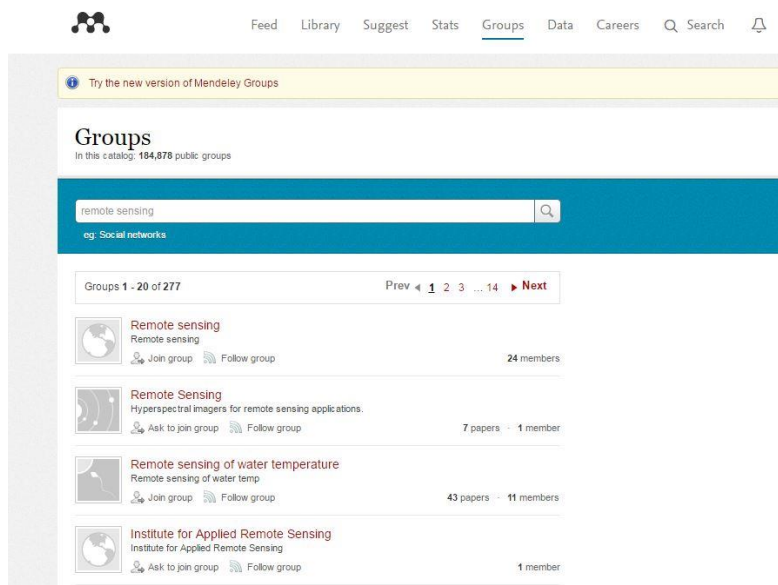 Feed Library Suggest Stats Groups Data Careers Search
Try the new version of Mendeley Groups
Groups
In this catalog: 184,878 public groups
remote sensing
eg: Social networks
Groups 1 - 20 of 277 Prev 1 2 3 ... 14 Next
Remote sensing
Remote sensing
Join group Follow group 24 members
Remote Sensing
Hyperspectral imagers for remote sensing applications.
Ask to join group Follow group 7 papers · 1 member
Remote sensing of water temperature
Remote sensing of water temp
Join group Follow group 43 papers · 11 members
Institute for Applied Remote Sensing
Institute for Applied Remote Sensing
Ask to join group Follow group 1 member